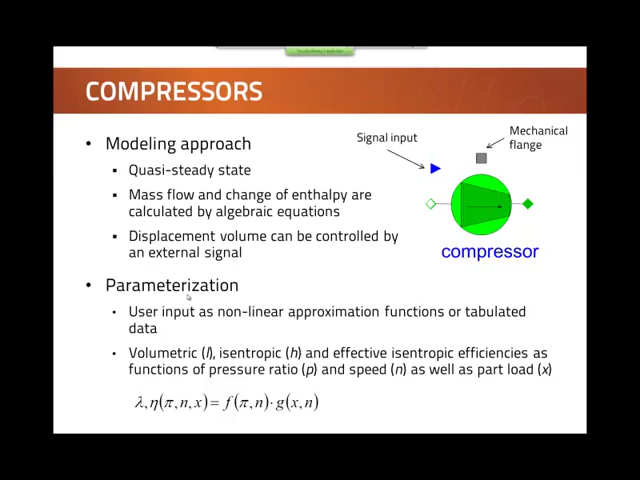 COMPRESSORS
• Modeling approach
▪ Quasi-steady state
▪ Mass flow and change of enthalpy are
calculated by algebraic equations
▪ Displacement volume can be controlled by
an external signal
Signal input
Mechanical
flange
compressor
• Parameterization
• User input as non-linear approximation functions or tabulated
data
• Volumetric (l), isentropic (h) and effective isentropic efficiencies as
functions of pressure ratio (p) and speed (n) as well as part load (x)
λ,η(π,n,x)= f(π,n)·g(x,n)